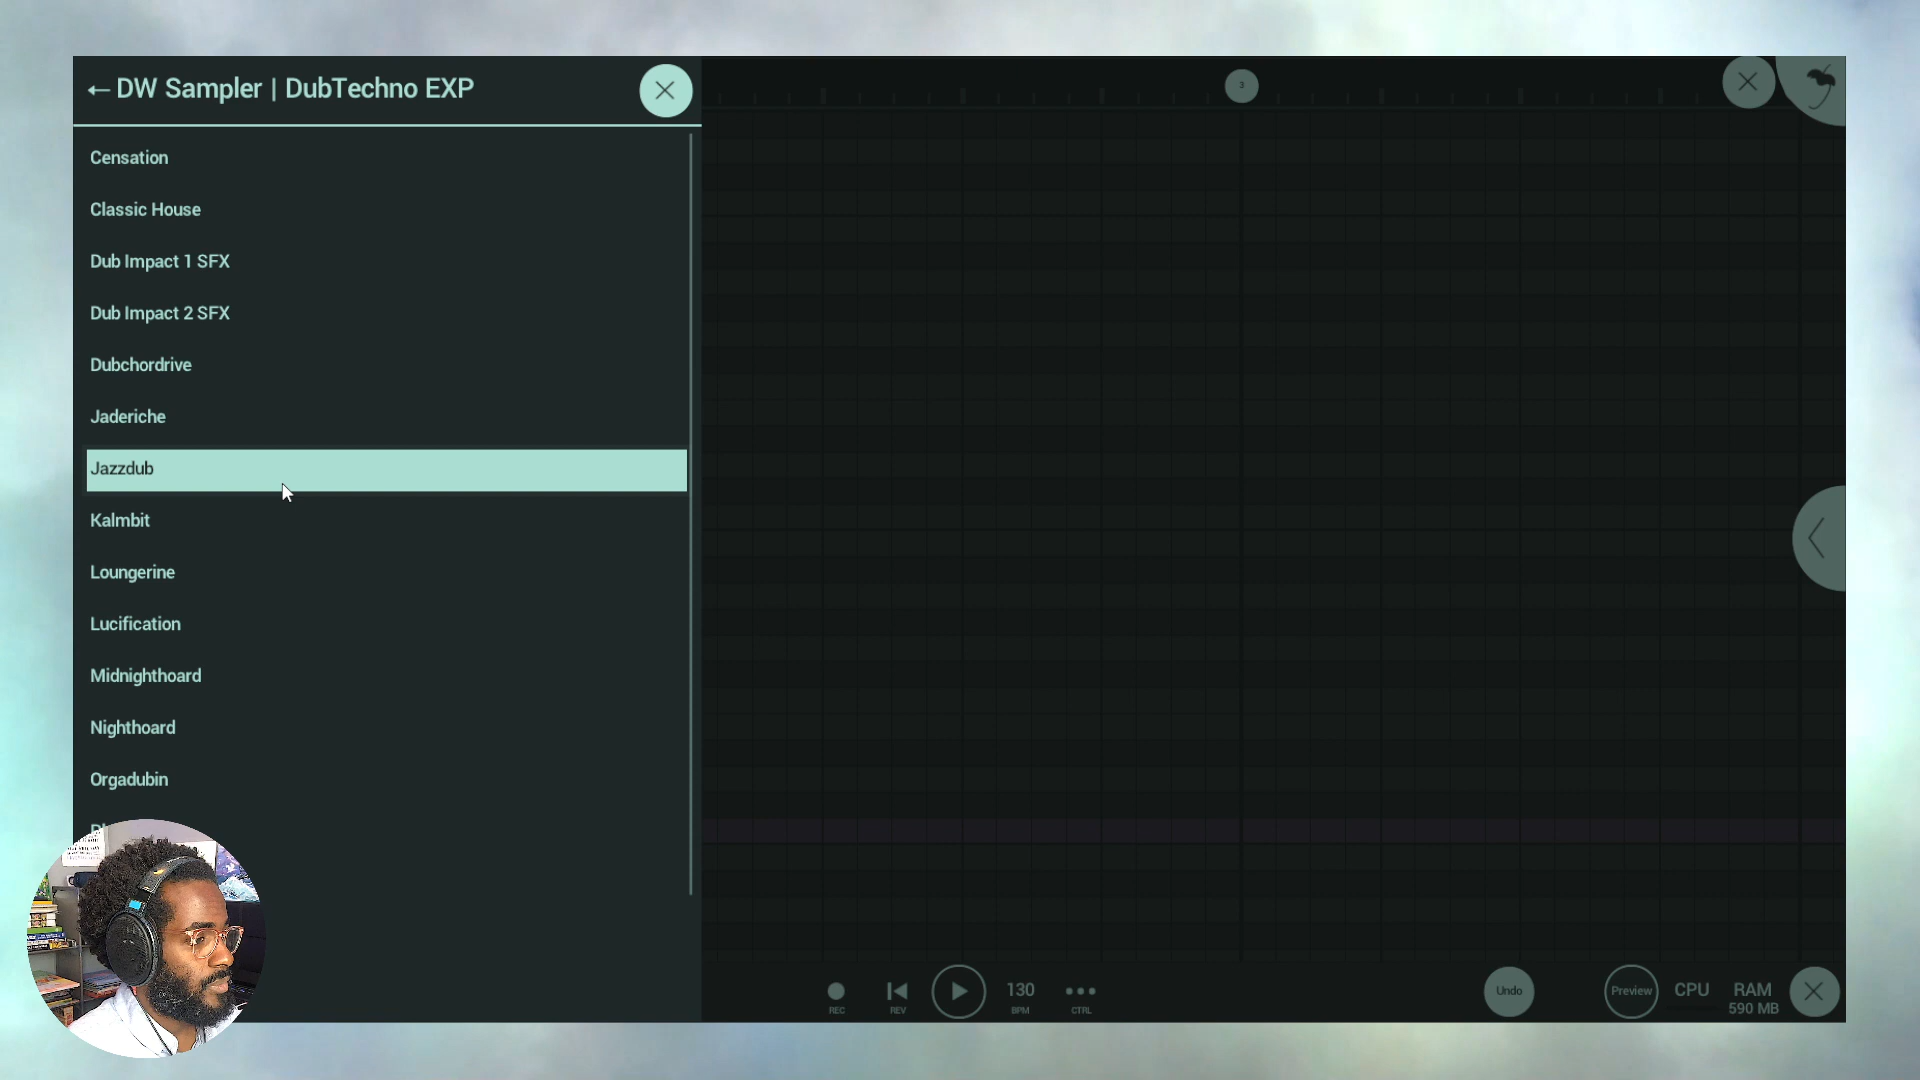 ← DW Sampler | DubTechno EXP
3
Censation
Classic House
Dub Impact 1 SFX
Dub Impact 2 SFX
Dubchordrive
Jaderiche
Jazzdub
Kalmbit
Loungerine
Lucification
Midnighthoard
Nighthoard
Orgadubin
REC
REV
130
BPM
CTRL
Undo
Preview
CPU
RAM
590 MB